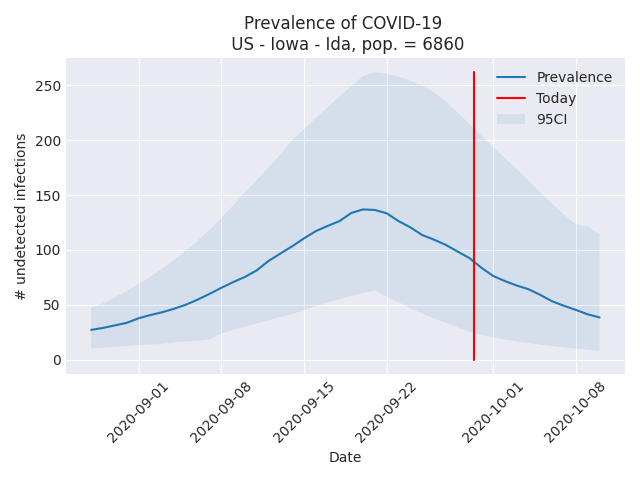 Prevalence of COVID-19
US - Iowa - Ida, pop. = 6860
Prevalence
Today
95CI
# undetected infections
250
200
150
100
50
0
2020-09-01
2020-09-08
2020-09-15
2020-09-22
2020-10-01
2020-10-08
Date